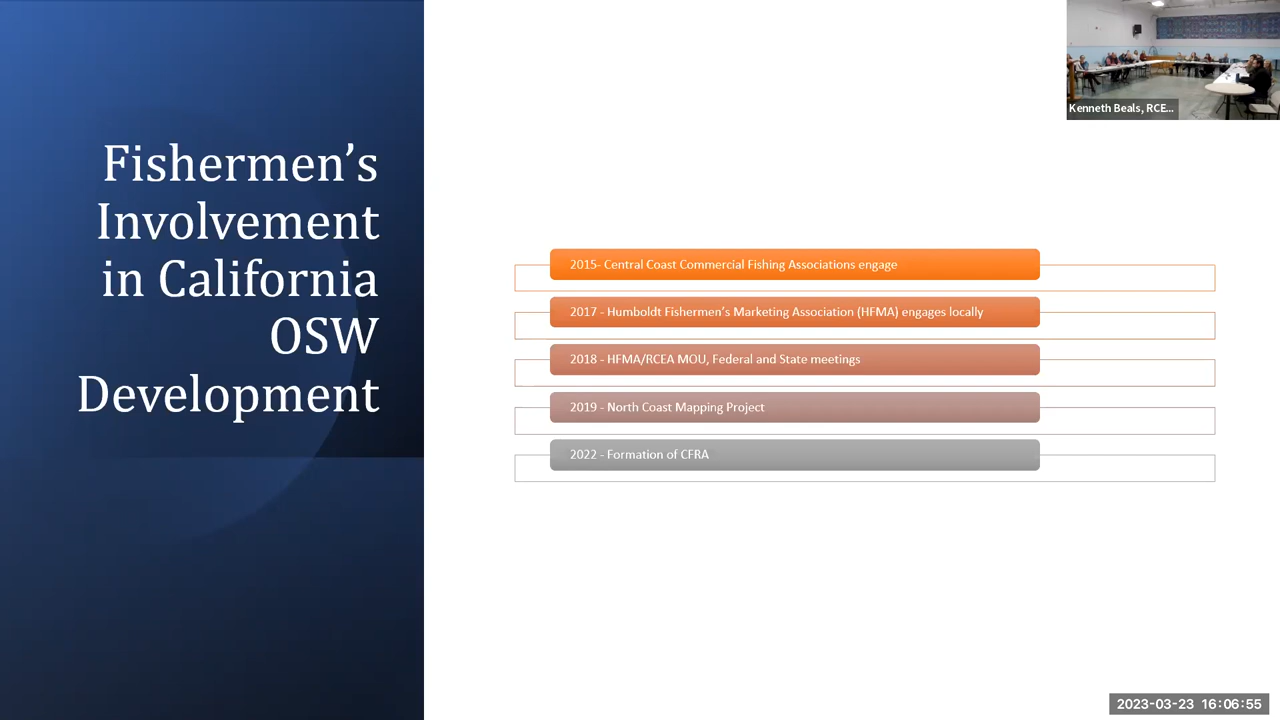 Fishermen’s
Involvement
in California
OSW
Development
2015- Central Coast Commercial Fishing Associations engage
2017 - Humboldt Fishermen’s Marketing Association (HFMA) engages locally
2018 - HFMA/RCEA MOU, Federal and State meetings
2019 - North Coast Mapping Project
2022 - Formation of CFRA
Kenneth Beals, RCE...
2023-03-23 16:06:55